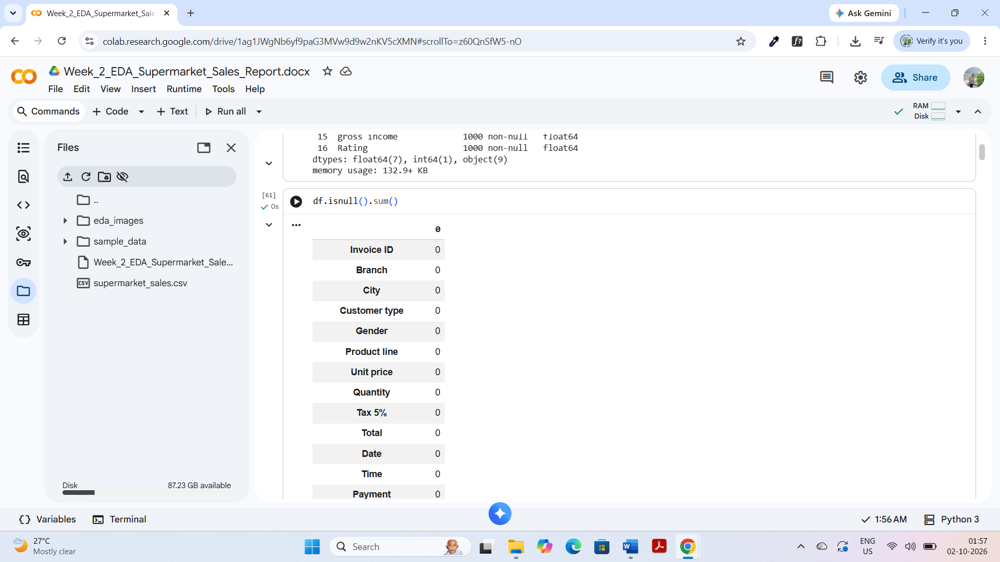 Week_2_EDA_Supermarket_Sale
Ask Gemini
colab.research.google.com/drive/1ag1JWgNb6yf9paG3MVw9d9w2nKV5cXMN#scrollTo=z60QnSfW5-nO
Verify it's you
Week_2_EDA_Supermarket_Sales_Report.docx
Share
File Edit View Insert Runtime Tools Help
Commands + Code + Text Run all
RAM
Disk
Files
..
eda_images
sample_data
Week_2_EDA_Supermarket_Sale...
supermarket_sales.csv
Disk 87.23 GB available
15 gross income 1000 non-null float64
16 Rating 1000 non-null float64
dtypes: float64(7), int64(1), object(9)
memory usage: 132.9+ KB
[61]
0s
df.isnull().sum()
0
Invoice ID 0
Branch 0
City 0
Customer type 0
Gender 0
Product line 0
Unit price 0
Quantity 0
Tax 5% 0
Total 0
Date 0
Time 0
Payment 0
Variables Terminal
1:56 AM Python 3
27°C
Mostly clear
Search
ENG
US
01:57
02-10-2026